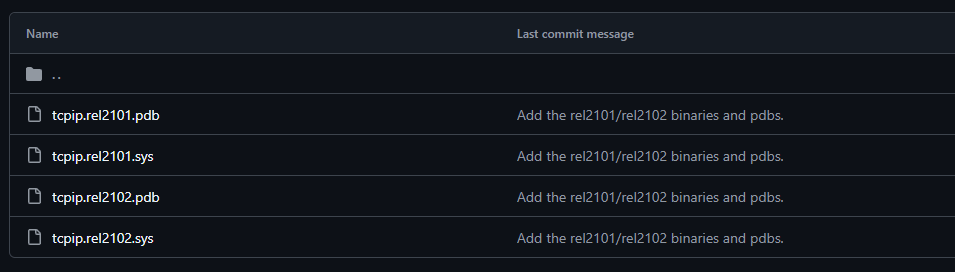 Name Last commit message
..
tcpip.rel2101.pdb Add the rel2101/rel2102 binaries and pdbs.
tcpip.rel2101.sys Add the rel2101/rel2102 binaries and pdbs.
tcpip.rel2102.pdb Add the rel2101/rel2102 binaries and pdbs.
tcpip.rel2102.sys Add the rel2101/rel2102 binaries and pdbs.